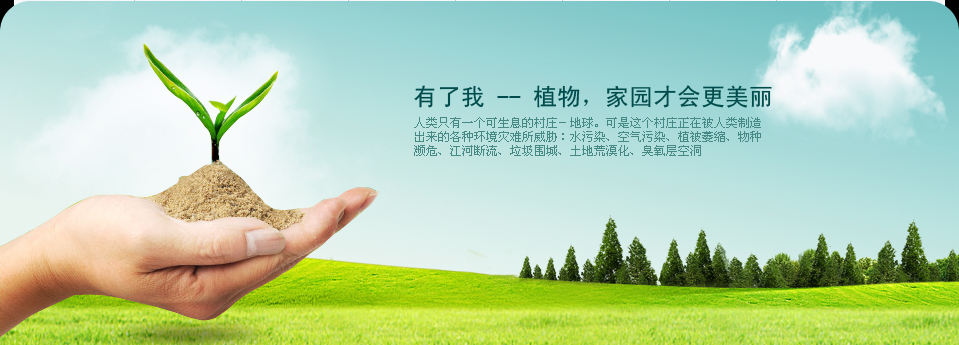 有了我 -- 植物，家园才会更美丽
人类只有一个可生息的村庄－地球。可是这个村庄正在被人类制造
出来的各种环境灾难所威胁：水污染、空气污染、植被萎缩、物种
濒危、江河断流、垃圾围城、土地荒漠化、臭氧层空洞